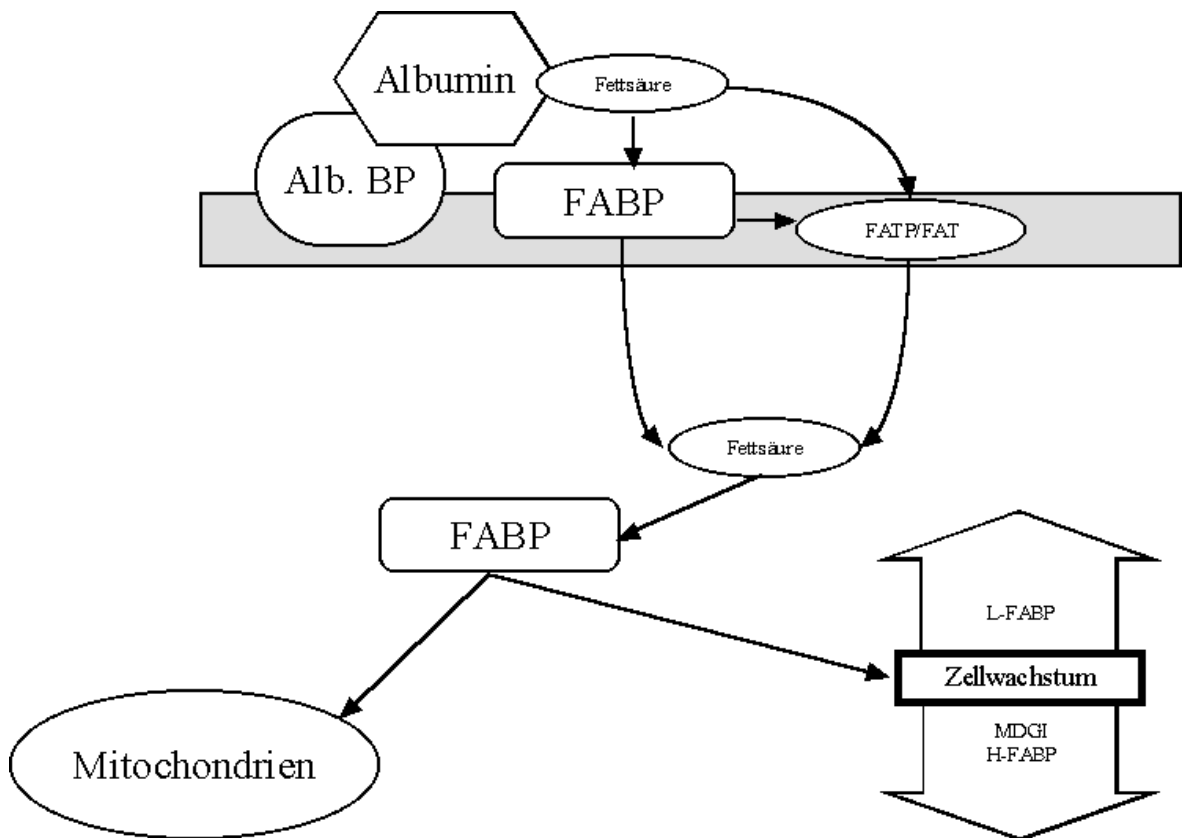 Albumin
Fettsäure
Alb. BP
FABP
FATP/FAT
Fettsäure
FABP
L-FABP
Zellwachstum
MDGI
H-FABP
Mitochondrien